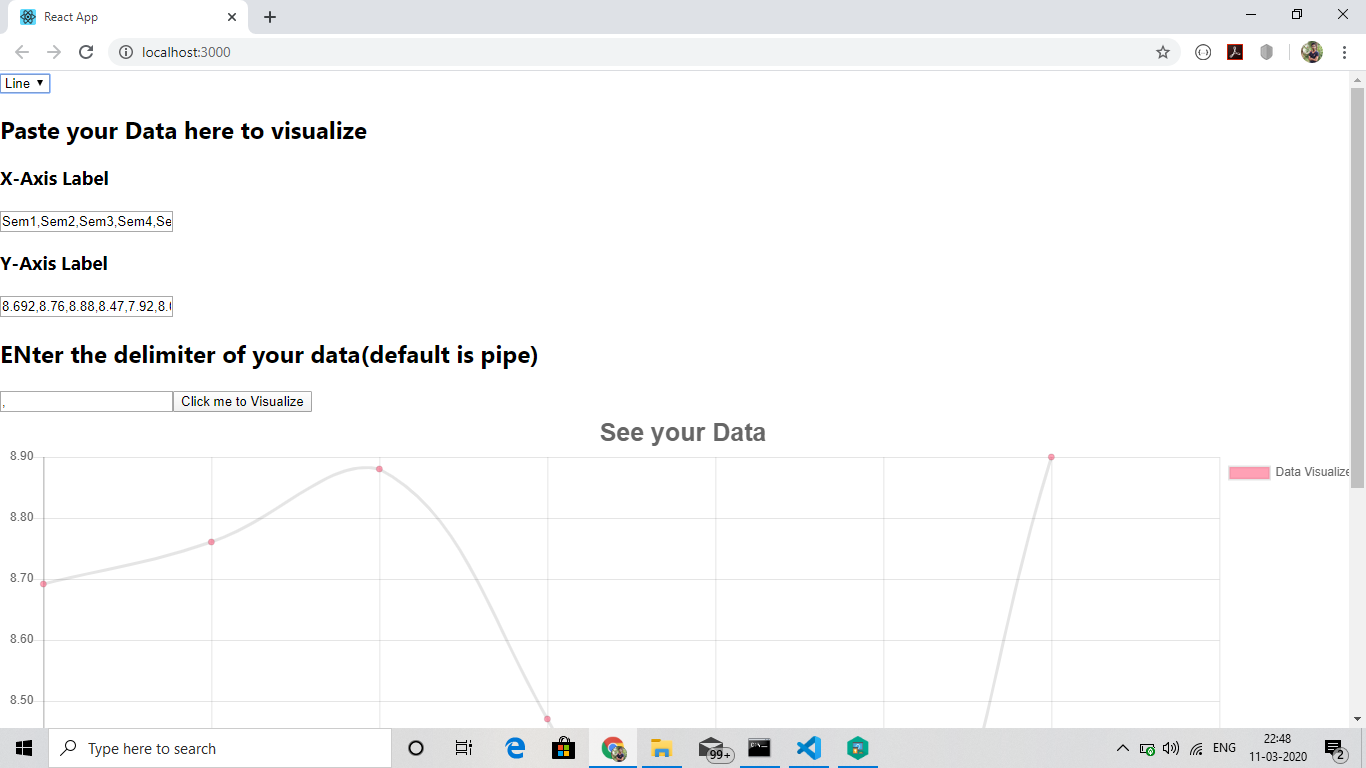 React App
localhost:3000
Line
Paste your Data here to visualize
X-Axis Label
Sem1,Sem2,Sem3,Sem4,Se
Y-Axis Label
8.692,8.76,8.88,8.47,7.92,8.
ENter the delimiter of your data(default is pipe)
,
Click me to Visualize
See your Data
Data Visualize
8.90
8.80
8.70
8.60
8.50
Type here to search
99+
ENG
22:48
11-03-2020
2